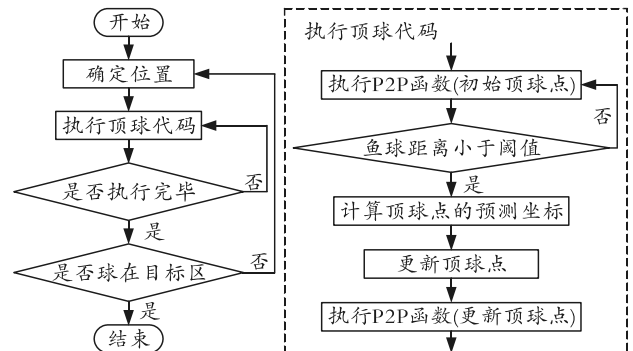 开始
确定位置
执行顶球代码
是否执行完毕
否
是
是否球在目标区
否
是
结束
执行顶球代码
执行P2P函数(初始顶球点)
否
鱼球距离小于阈值
是
计算顶球点的预测坐标
更新顶球点
执行P2P函数(更新顶球点)